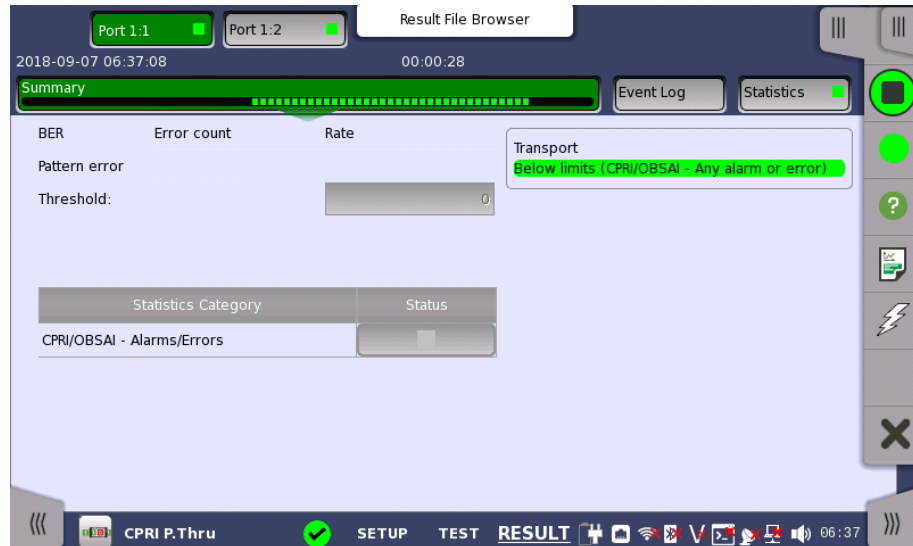 Result File Browser
Port 1:1
Port 1:2
2018-09-07 06:37:08
00:00:28
Summary
Event Log
Statistics
BER
Error count
Rate
Pattern error
Threshold:
0
Transport
Below limits (CPRI/OBSAI - Any alarm or error)
Statistics Category
Status
CPRI/OBSAI - Alarms/Errors
CPRI P.Thru
SETUP
TEST
RESULT
06:37